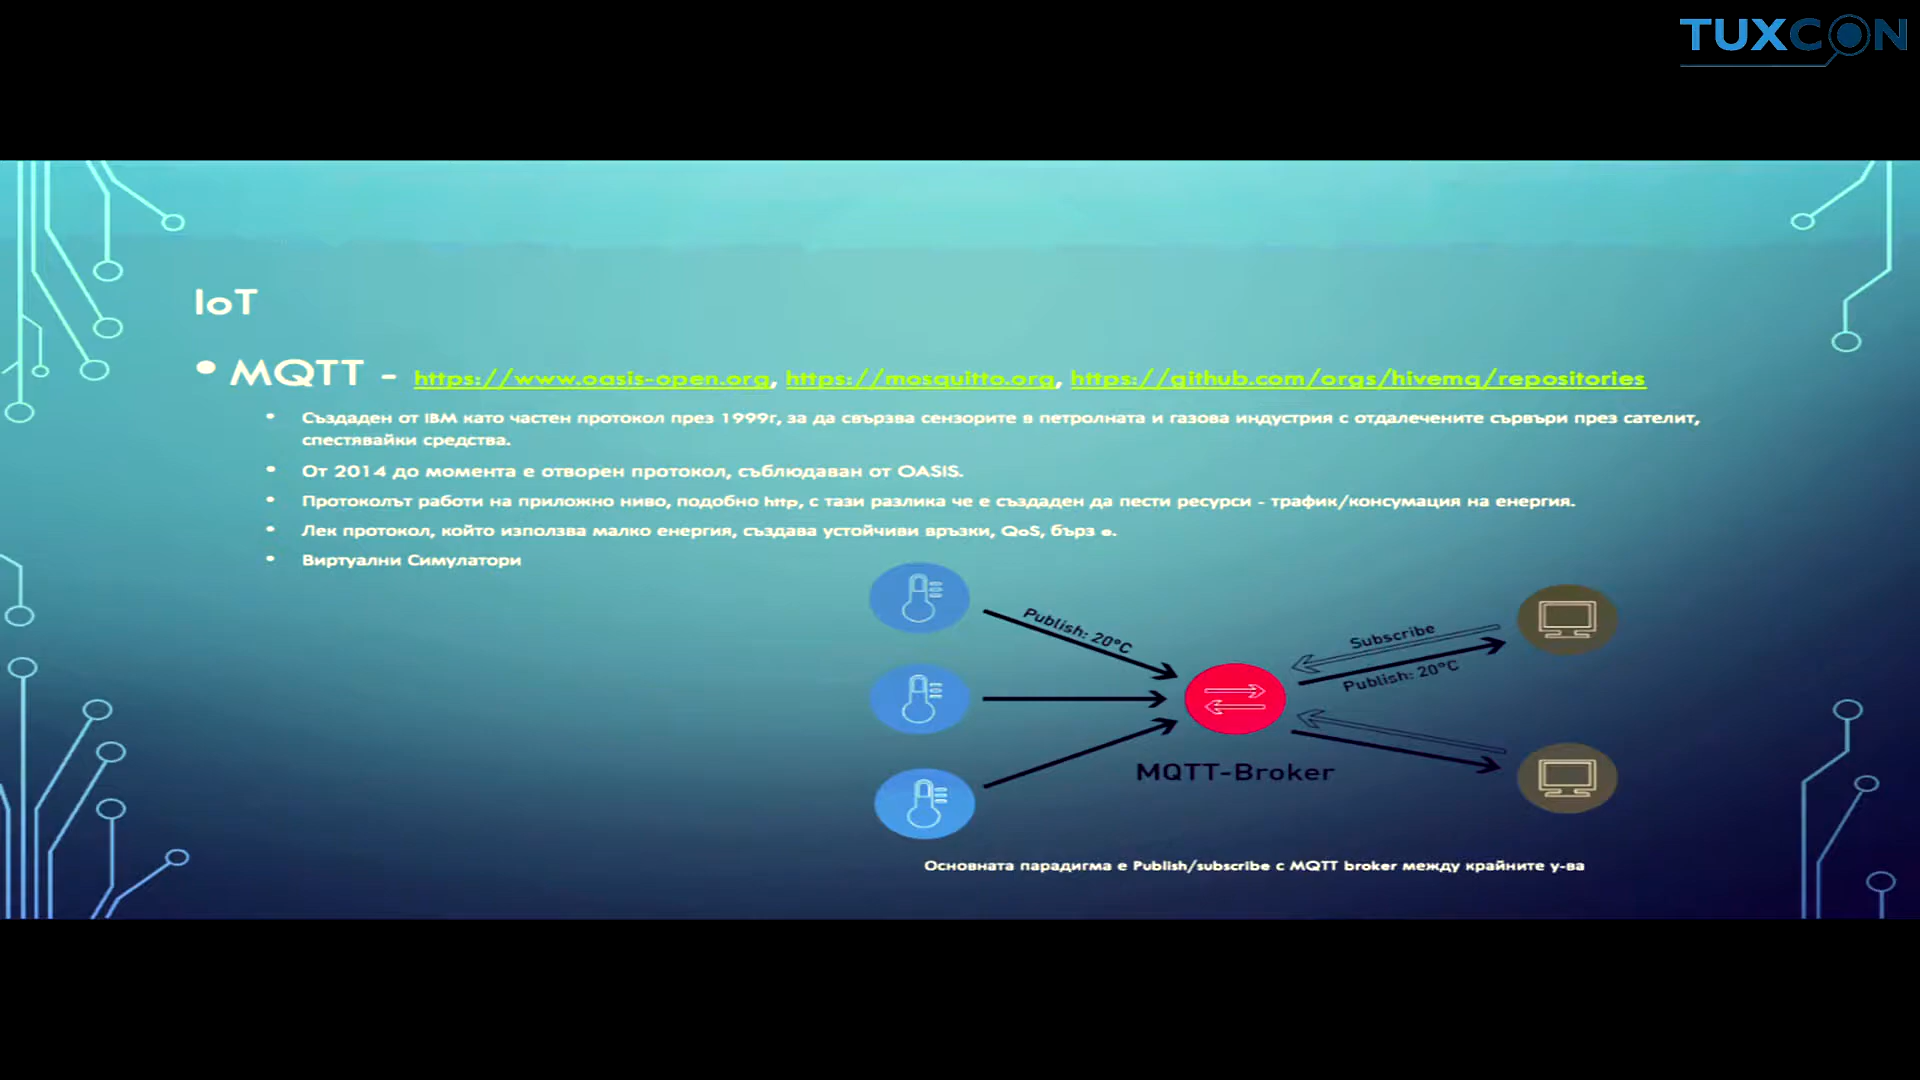 TUXCON
IoT
• MQTT - https://www.oasis-open.org, https://mosquitto.org, https://github.com/orgs/hivemq/repositories
• Създаден от IBM като частен протокол през 1999г, за да свързва сензорите в петролната и газова индустрия с отдалечените сървъри през сателит,
спестявайки средства.
• От 2014 до момента е отворен протокол, съблюдаван от OASIS.
• Протоколът работи на приложно ниво, подобно http, с тази разлика че е създаден да пести ресурси - трафик/консумация на енергия.
• Лек протокол, който използва малко енергия, създава устойчиви връзки, QoS, бърз е.
• Виртуални Симулатори
Publish: 20°C
Subscribe
Publish: 20°C
MQTT-Broker
Основната парадигма е Publish/subscribe с MQTT broker между крайните у-ва